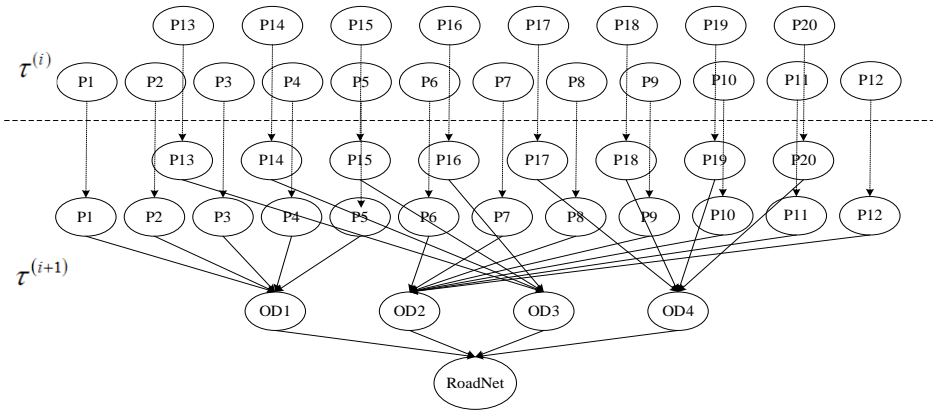 P13 P14 P15 P16 P17 P18 P19 P20
τ(i)
P1 P2 P3 P4 P5 P6 P7 P8 P9 P10 P11 P12
P13 P14 P15 P16 P17 P18 P19 P20
P1 P2 P3 P4 P5 P6 P7 P8 P9 P10 P11 P12
τ(i+1)
OD1 OD2 OD3 OD4
RoadNet